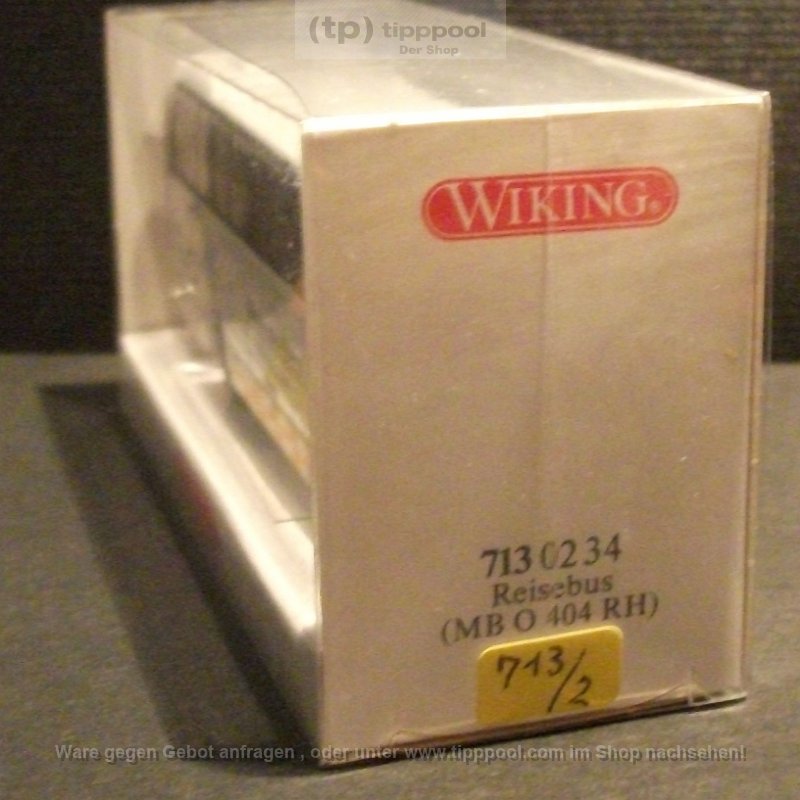 (tp) tipppool
Der Shop
WIKING®
713 02 34
Reisebus
(MB O 404 RH)
713/2
Ware gegen Gebot anfragen , oder unter www.tipppool.com im Shop nachsehen!